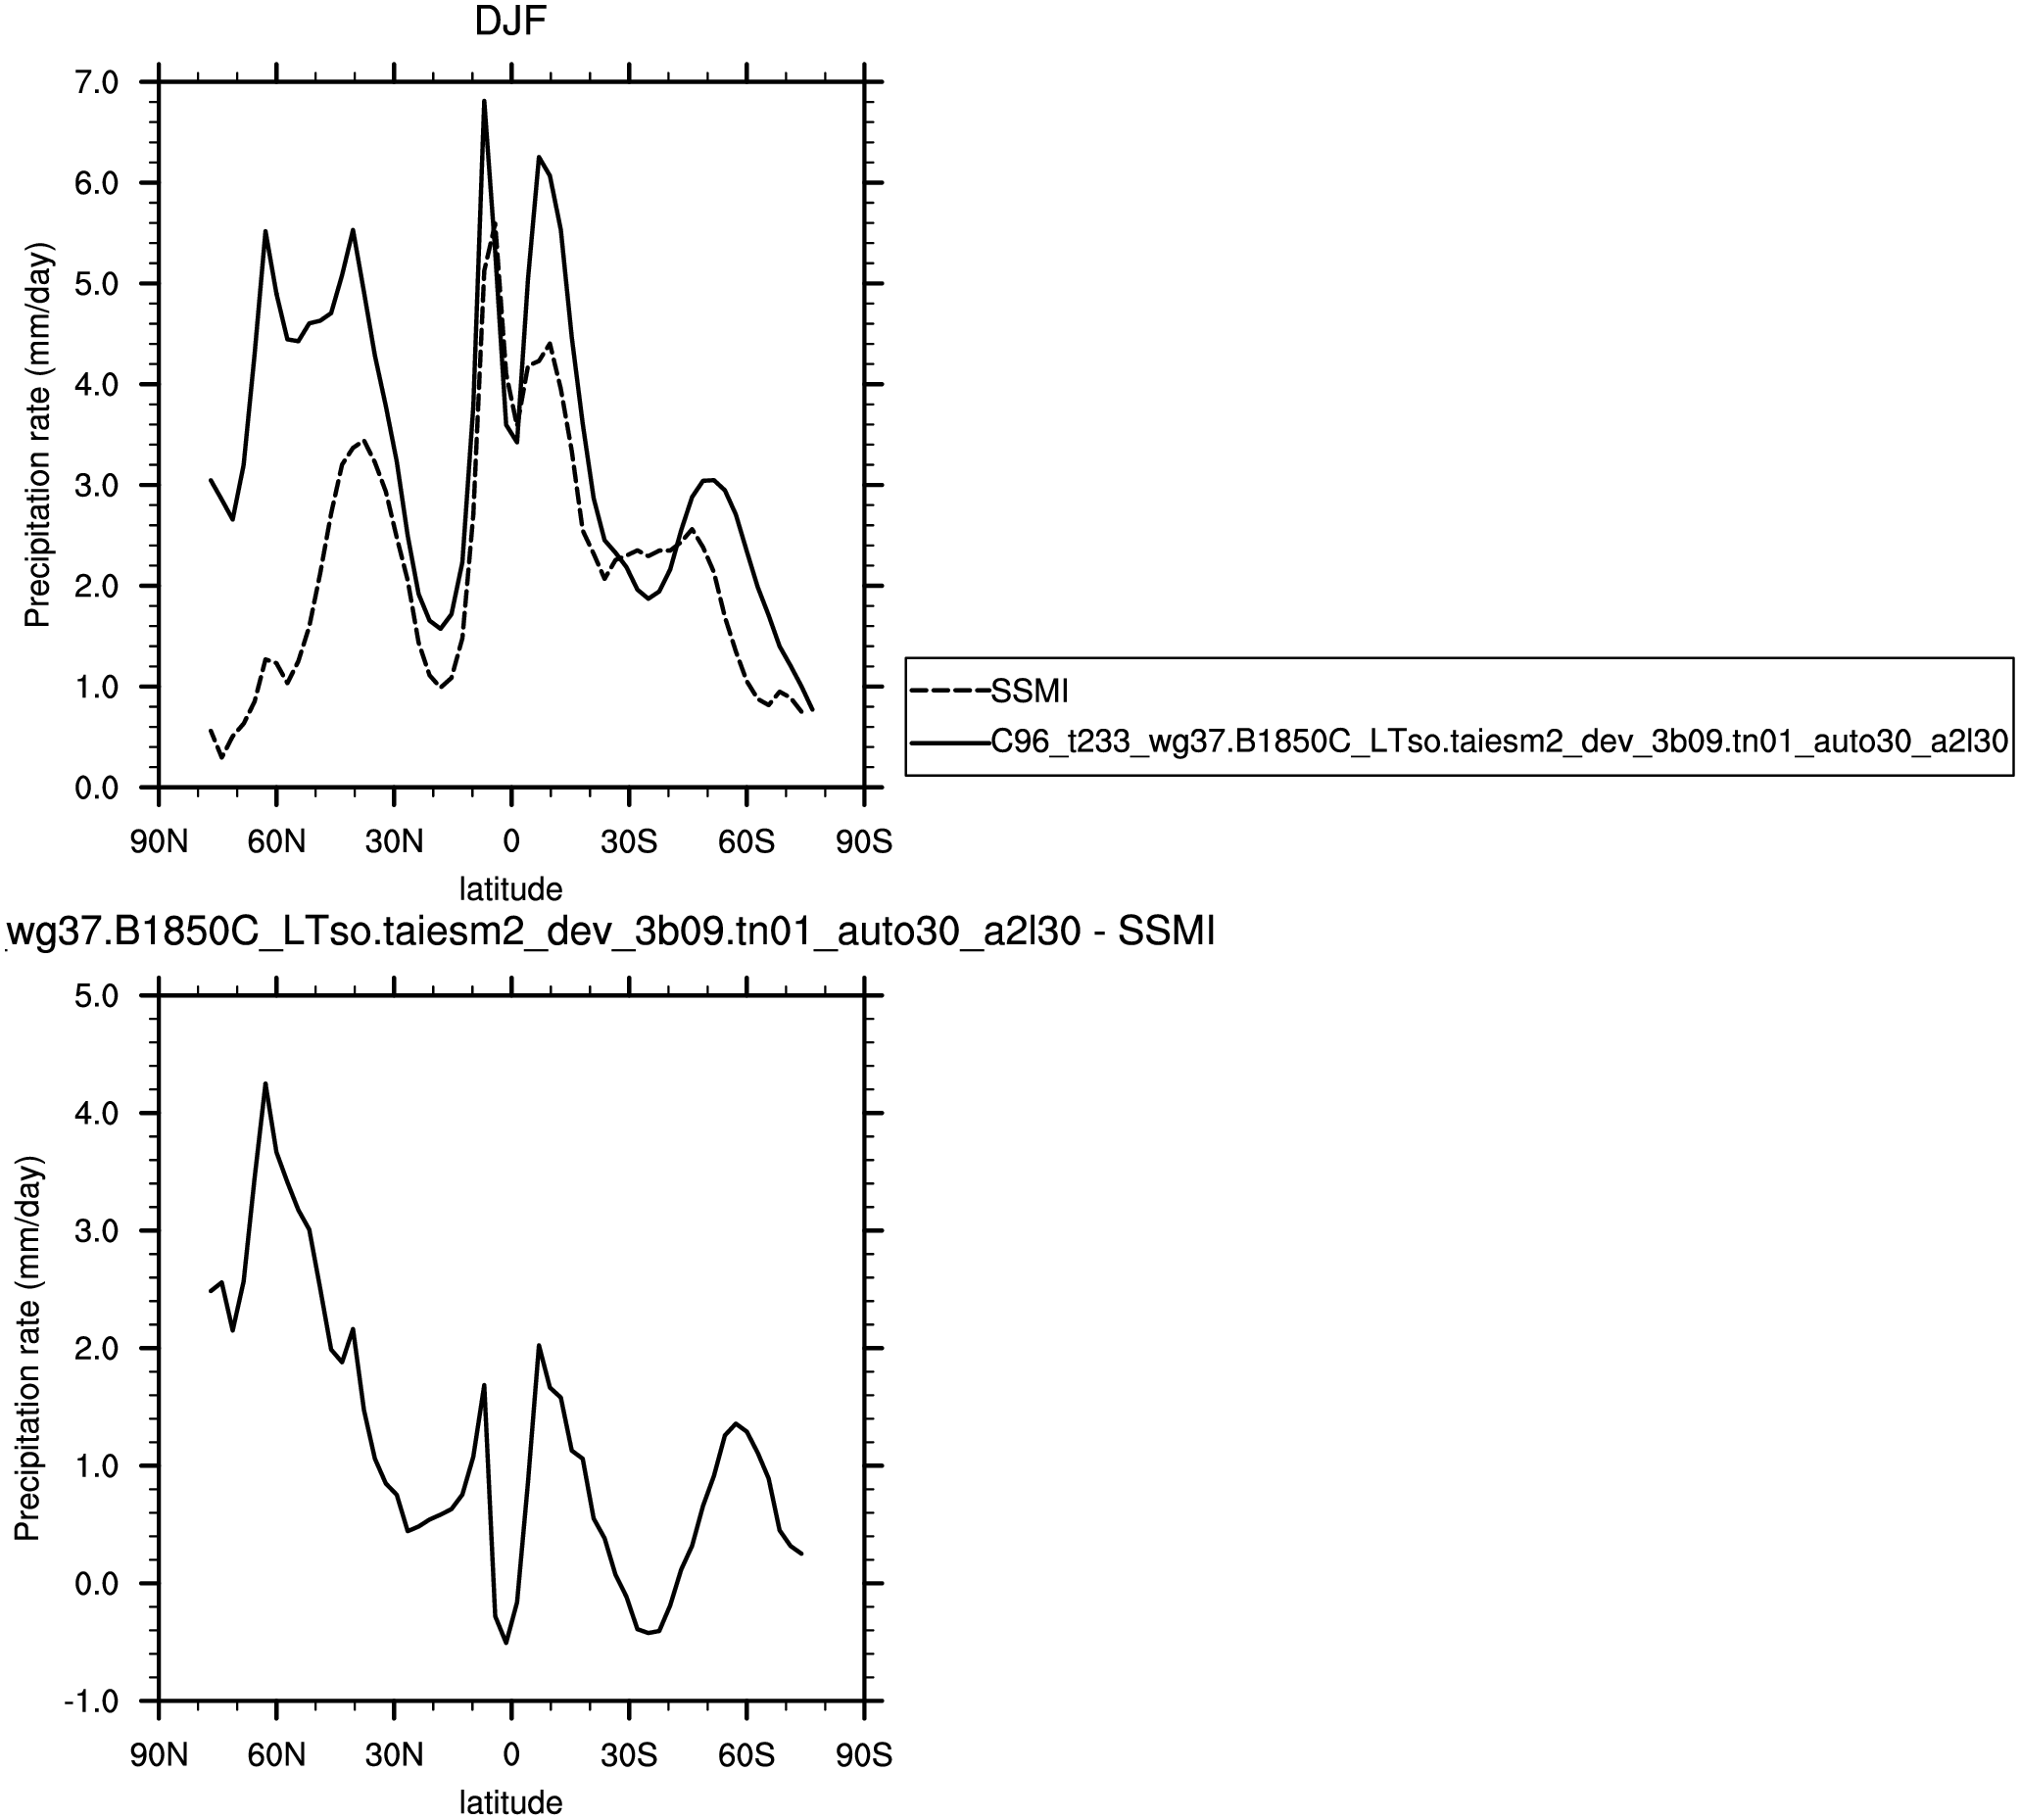 DJF
7.0
6.0
5.0
4.0
3.0
2.0
1.0
0.0
Precipitation rate (mm/day)
90N 60N 30N 0 30S 60S 90S
latitude
SSMI
C96_t233_wg37.B1850C_LTso.taiesm2_dev_3b09.tn01_auto30_a2l30
wg37.B1850C_LTso.taiesm2_dev_3b09.tn01_auto30_a2l30 - SSMI
5.0
4.0
3.0
2.0
1.0
0.0
-1.0
Precipitation rate (mm/day)
90N 60N 30N 0 30S 60S 90S
latitude